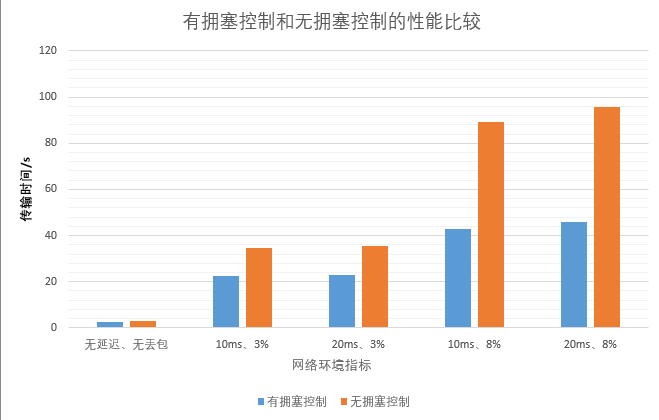 有拥塞控制和无拥塞控制的性能比较
120
100
80
60
40
20
0
传输时间/s
无延迟、无丢包
10ms、3%
20ms、3%
10ms、8%
20ms、8%
网络环境指标
有拥塞控制
无拥塞控制